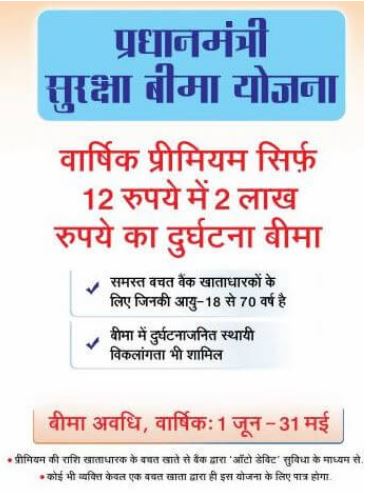 प्रधानमंत्री
सुरक्षा बीमा योजना
वार्षिक प्रीमियम सिर्फ़
12 रुपये में 2 लाख
रुपये का दुर्घटना बीमा
समस्त बचत बैंक खाताधारकों के
लिए जिनकी आयु-18 से 70 वर्ष है
बीमा में दुर्घटनाजनित स्थायी
विकलांगता भी शामिल
बीमा अवधि, वार्षिक: 1 जून - 31 मई
• प्रीमियम की राशि खाताधारक के बचत खाते से बैंक द्वारा 'ऑटो डेबिट' सुविधा के माध्यम से.
• कोई भी व्यक्ति केवल एक बचत खाता द्वारा ही इस योजना के लिए पात्र होगा.